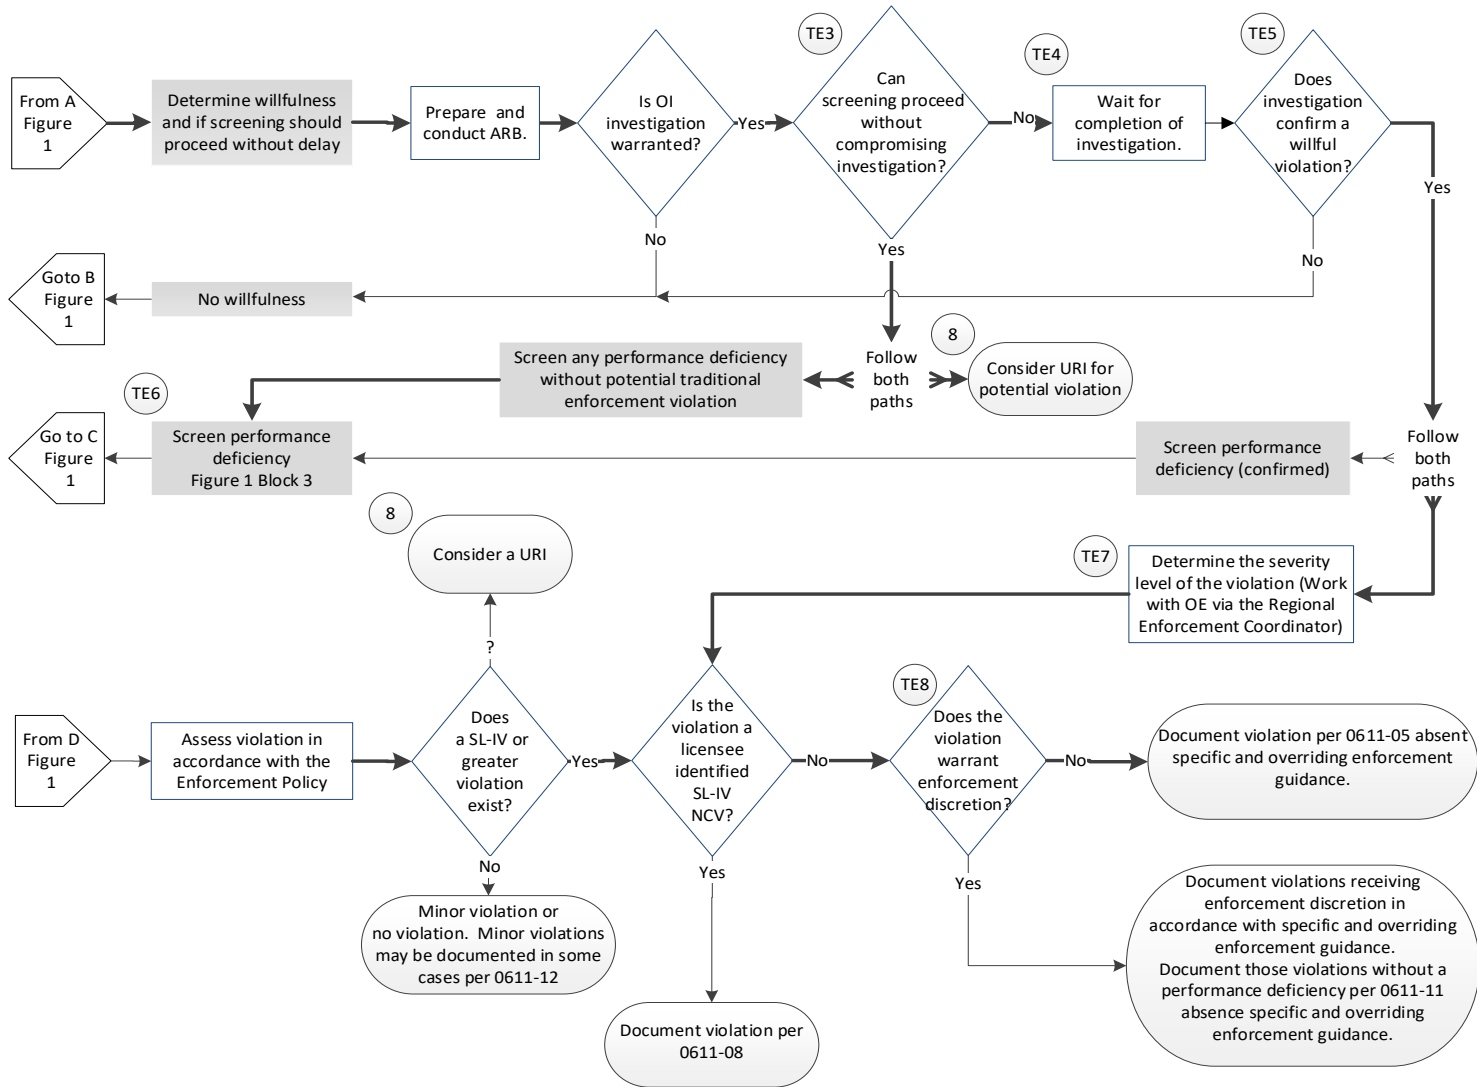 TE3
TE4
TE5
From A
Figure
1
Determine willfulness
and if screening should
proceed without delay
Prepare and
conduct ARB.
Is OI
investigation
warranted?
Yes
Can
screening proceed
without
compromising
investigation?
No
Wait for
completion of
investigation.
Does
investigation
confirm a
willful
violation?
Yes
No
Yes
No
Goto B
Figure
1
No willfulness
8
Screen any performance deficiency
without potential traditional
enforcement violation
Follow
both
paths
Consider URI for
potential violation
TE6
Go to C
Figure
1
Screen performance
deficiency
Figure 1 Block 3
Screen performance
deficiency (confirmed)
Follow
both
paths
8
Consider a URI
TE7
Determine the severity
level of the violation (Work
with OE via the Regional
Enforcement Coordinator)
?
TE8
From D
Figure
1
Assess violation in
accordance with the
Enforcement Policy
Does
a SL-IV or
greater
violation
exist?
Yes
Is the
violation a
licensee
identified
SL-IV
NCV?
No
Does the
violation
warrant
enforcement
discretion?
No
Document violation per 0611-05 absent
specific and overriding enforcement
guidance.
No
Yes
Yes
Minor violation or
no violation. Minor violations
may be documented in some
cases per 0611-12
Document violation per
0611-08
Document violations receiving
enforcement discretion in
accordance with specific and overriding
enforcement guidance.
Document those violations without a
performance deficiency per 0611-11
absence specific and overriding
enforcement guidance.